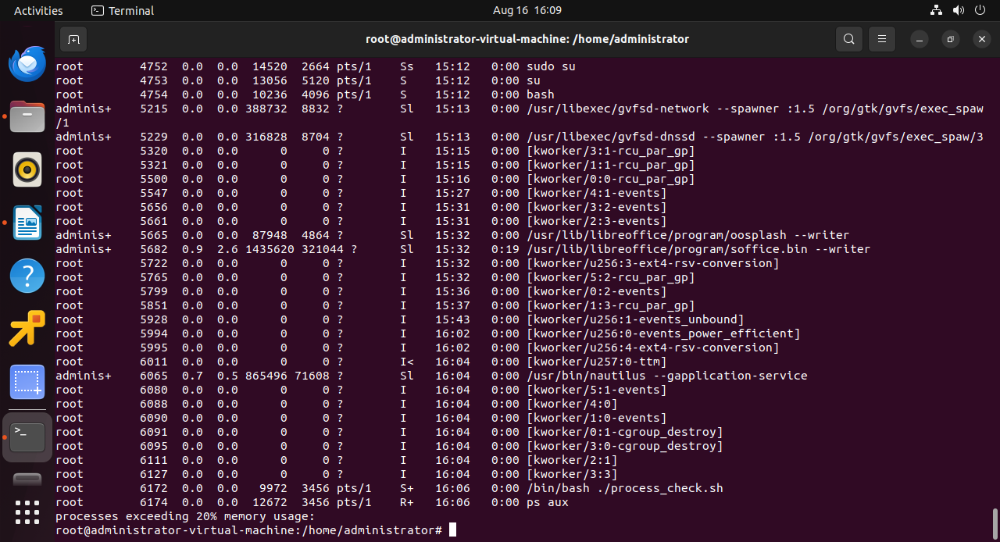 Activities
Terminal
Aug 16 16:09
root@administrator-virtual-machine: /home/administrator
root 4752 0.0 0.0 14520 2664 pts/1 Ss 15:12 0:00 sudo su
root 4753 0.0 0.0 13056 5120 pts/1 S 15:12 0:00 su
root 4754 0.0 0.0 10236 4096 pts/1 S 15:12 0:00 bash
adminis+ 5215 0.0 0.0 388732 8832 ? Sl 15:13 0:00 /usr/libexec/gvfsd-network --spawner :1.5 /org/gtk/gvfs/exec_spaw
/1
adminis+ 5229 0.0 0.0 316828 8704 ? Sl 15:13 0:00 /usr/libexec/gvfsd-dnssd --spawner :1.5 /org/gtk/gvfs/exec_spaw/3
root 5320 0.0 0.0 0 0 ? I 15:15 0:00 [kworker/3:1-rcu_par_gp]
root 5321 0.0 0.0 0 0 ? I 15:15 0:00 [kworker/1:1-rcu_par_gp]
root 5500 0.0 0.0 0 0 ? I 15:16 0:00 [kworker/0:0-rcu_par_gp]
root 5547 0.0 0.0 0 0 ? I 15:27 0:00 [kworker/4:1-events]
root 5656 0.0 0.0 0 0 ? I 15:31 0:00 [kworker/3:2-events]
root 5661 0.0 0.0 0 0 ? I 15:31 0:00 [kworker/2:3-events]
adminis+ 5665 0.0 0.0 87948 4864 ? Sl 15:32 0:00 /usr/lib/libreoffice/program/oosplash --writer
adminis+ 5682 0.9 2.6 1435620 321044 ? Sl 15:32 0:19 /usr/lib/libreoffice/program/soffice.bin --writer
root 5722 0.0 0.0 0 0 ? I 15:32 0:00 [kworker/u256:3-ext4-rsv-conversion]
root 5765 0.0 0.0 0 0 ? I 15:32 0:00 [kworker/5:2-rcu_par_gp]
root 5799 0.0 0.0 0 0 ? I 15:36 0:00 [kworker/0:2-events]
root 5851 0.0 0.0 0 0 ? I 15:37 0:00 [kworker/1:3-rcu_par_gp]
root 5928 0.0 0.0 0 0 ? I 15:43 0:00 [kworker/u256:1-events_unbound]
root 5994 0.0 0.0 0 0 ? I 16:02 0:00 [kworker/u256:0-events_power_efficient]
root 5995 0.0 0.0 0 0 ? I 16:02 0:00 [kworker/u256:4-ext4-rsv-conversion]
root 6011 0.0 0.0 0 0 ? I< 16:04 0:00 [kworker/u257:0-ttm]
adminis+ 6065 0.7 0.5 865496 71608 ? Sl 16:04 0:00 /usr/bin/nautilus --gapplication-service
root 6080 0.0 0.0 0 0 ? I 16:04 0:00 [kworker/5:1-events]
root 6088 0.0 0.0 0 0 ? I 16:04 0:00 [kworker/4:0]
root 6090 0.0 0.0 0 0 ? I 16:04 0:00 [kworker/1:0-events]
root 6091 0.0 0.0 0 0 ? I 16:04 0:00 [kworker/0:1-cgroup_destroy]
root 6095 0.0 0.0 0 0 ? I 16:04 0:00 [kworker/3:0-cgroup_destroy]
root 6111 0.0 0.0 0 0 ? I 16:04 0:00 [kworker/2:1]
root 6127 0.0 0.0 0 0 ? I 16:04 0:00 [kworker/3:3]
root 6172 0.0 0.0 9972 3456 pts/1 S+ 16:06 0:00 /bin/bash ./process_check.sh
root 6174 0.0 0.0 12672 3456 pts/1 R+ 16:06 0:00 ps aux
processes exceeding 20% memory usage:
root@administrator-virtual-machine:/home/administrator#